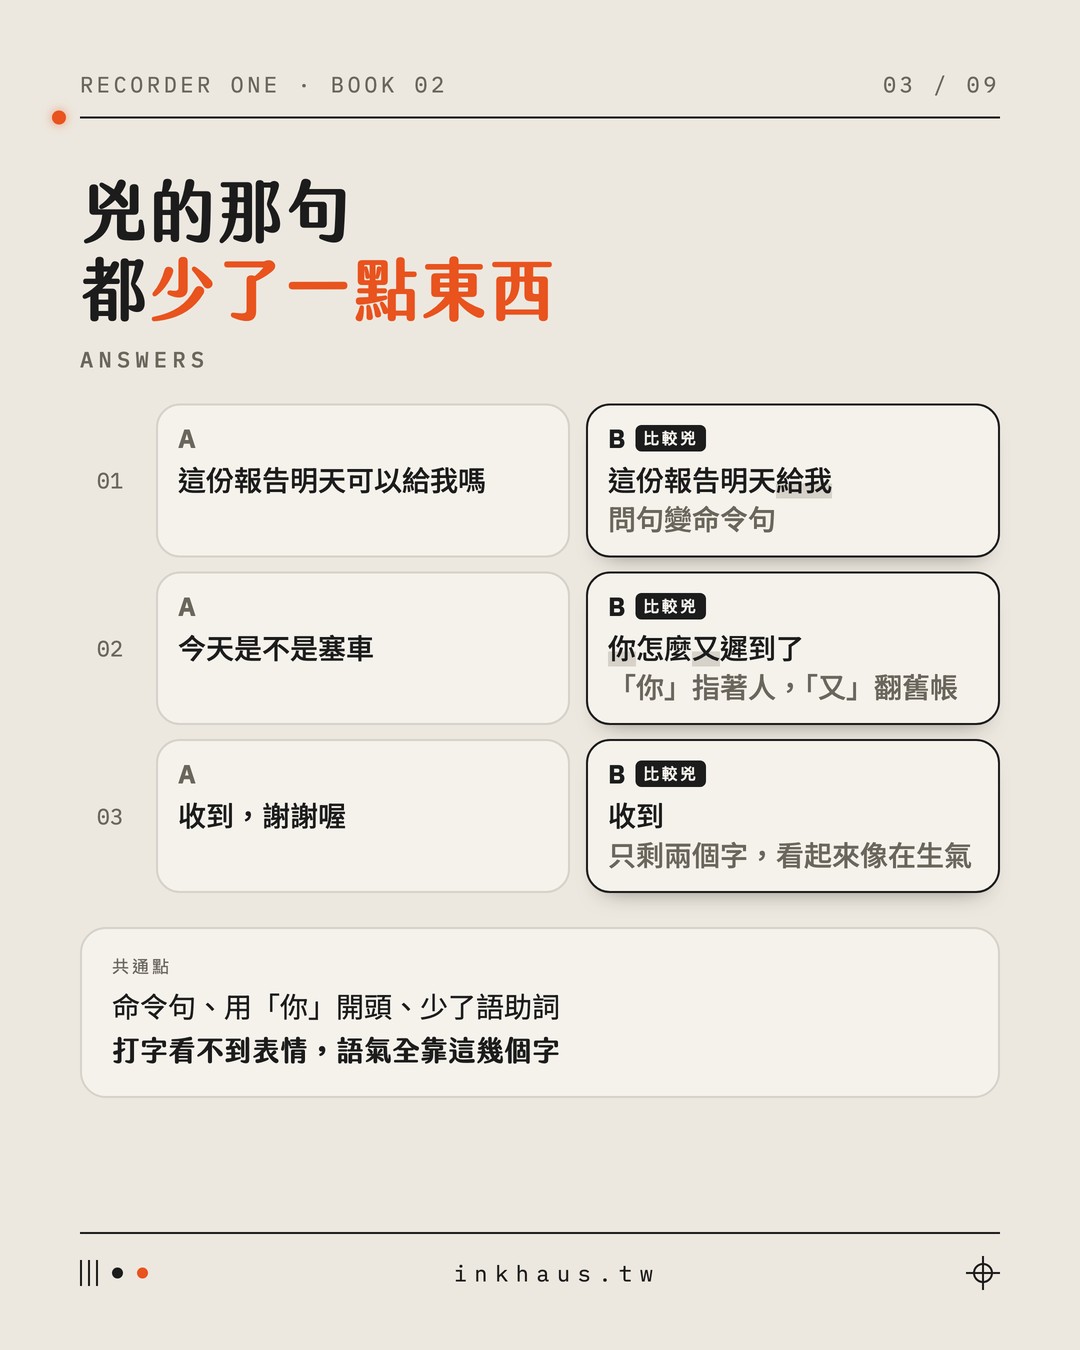 RECORDER ONE · BOOK 02
03 / 09
兇的那句
都少了一點東西
ANSWERS
01
A
這份報告明天可以給我嗎
B 比較兇
這份報告明天給我
問句變命令句
02
A
今天是不是塞車
B 比較兇
你怎麼又遲到了
「你」指著人，「又」翻舊帳
03
A
收到，謝謝喔
B 比較兇
收到
只剩兩個字，看起來像在生氣
共通點
命令句、用「你」開頭、少了語助詞
打字看不到表情，語氣全靠這幾個字
inkhaus.tw